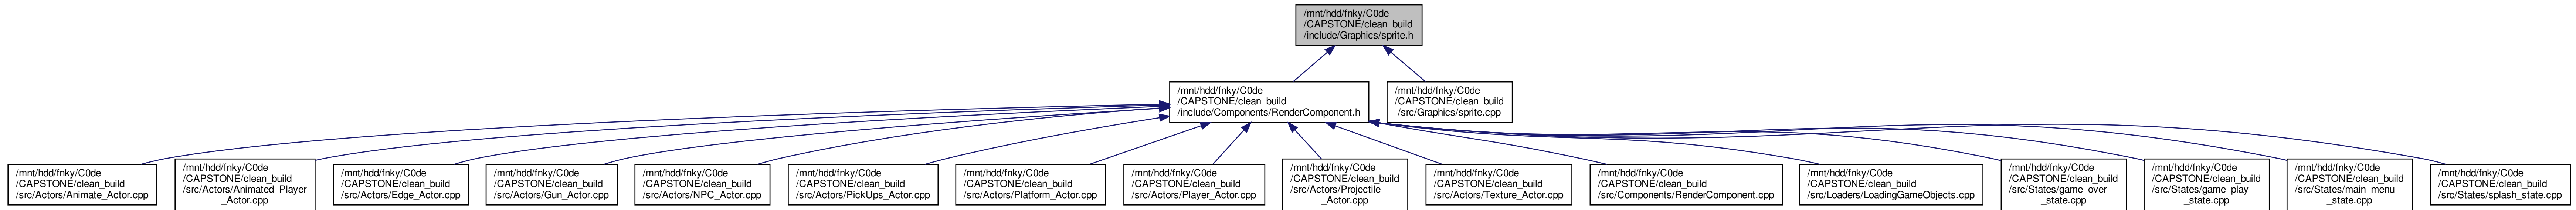 /mnt/hdd/fnky/C0de
/CAPSTONE/clean_build
/include/Graphics/sprite.h
/mnt/hdd/fnky/C0de
/CAPSTONE/clean_build
/include/Components/RenderComponent.h
/mnt/hdd/fnky/C0de
/CAPSTONE/clean_build
/src/Graphics/sprite.cpp
/mnt/hdd/fnky/C0de
/CAPSTONE/clean_build
/src/Actors/Animate_Actor.cpp
/mnt/hdd/fnky/C0de
/CAPSTONE/clean_build
/src/Actors/Animated_Player
_Actor.cpp
/mnt/hdd/fnky/C0de
/CAPSTONE/clean_build
/src/Actors/Edge_Actor.cpp
/mnt/hdd/fnky/C0de
/CAPSTONE/clean_build
/src/Actors/Gun_Actor.cpp
/mnt/hdd/fnky/C0de
/CAPSTONE/clean_build
/src/Actors/NPC_Actor.cpp
/mnt/hdd/fnky/C0de
/CAPSTONE/clean_build
/src/Actors/PickUps_Actor.cpp
/mnt/hdd/fnky/C0de
/CAPSTONE/clean_build
/src/Actors/Platform_Actor.cpp
/mnt/hdd/fnky/C0de
/CAPSTONE/clean_build
/src/Actors/Player_Actor.cpp
/mnt/hdd/fnky/C0de
/CAPSTONE/clean_build
/src/Actors/Projectile
_Actor.cpp
/mnt/hdd/fnky/C0de
/CAPSTONE/clean_build
/src/Actors/Texture_Actor.cpp
/mnt/hdd/fnky/C0de
/CAPSTONE/clean_build
/src/Components/RenderComponent.cpp
/mnt/hdd/fnky/C0de
/CAPSTONE/clean_build
/src/Loaders/LoadingGameObjects.cpp
/mnt/hdd/fnky/C0de
/CAPSTONE/clean_build
/src/States/game_over
_state.cpp
/mnt/hdd/fnky/C0de
/CAPSTONE/clean_build
/src/States/game_play
_state.cpp
/mnt/hdd/fnky/C0de
/CAPSTONE/clean_build
/src/States/main_menu
_state.cpp
/mnt/hdd/fnky/C0de
/CAPSTONE/clean_build
/src/States/splash_state.cpp